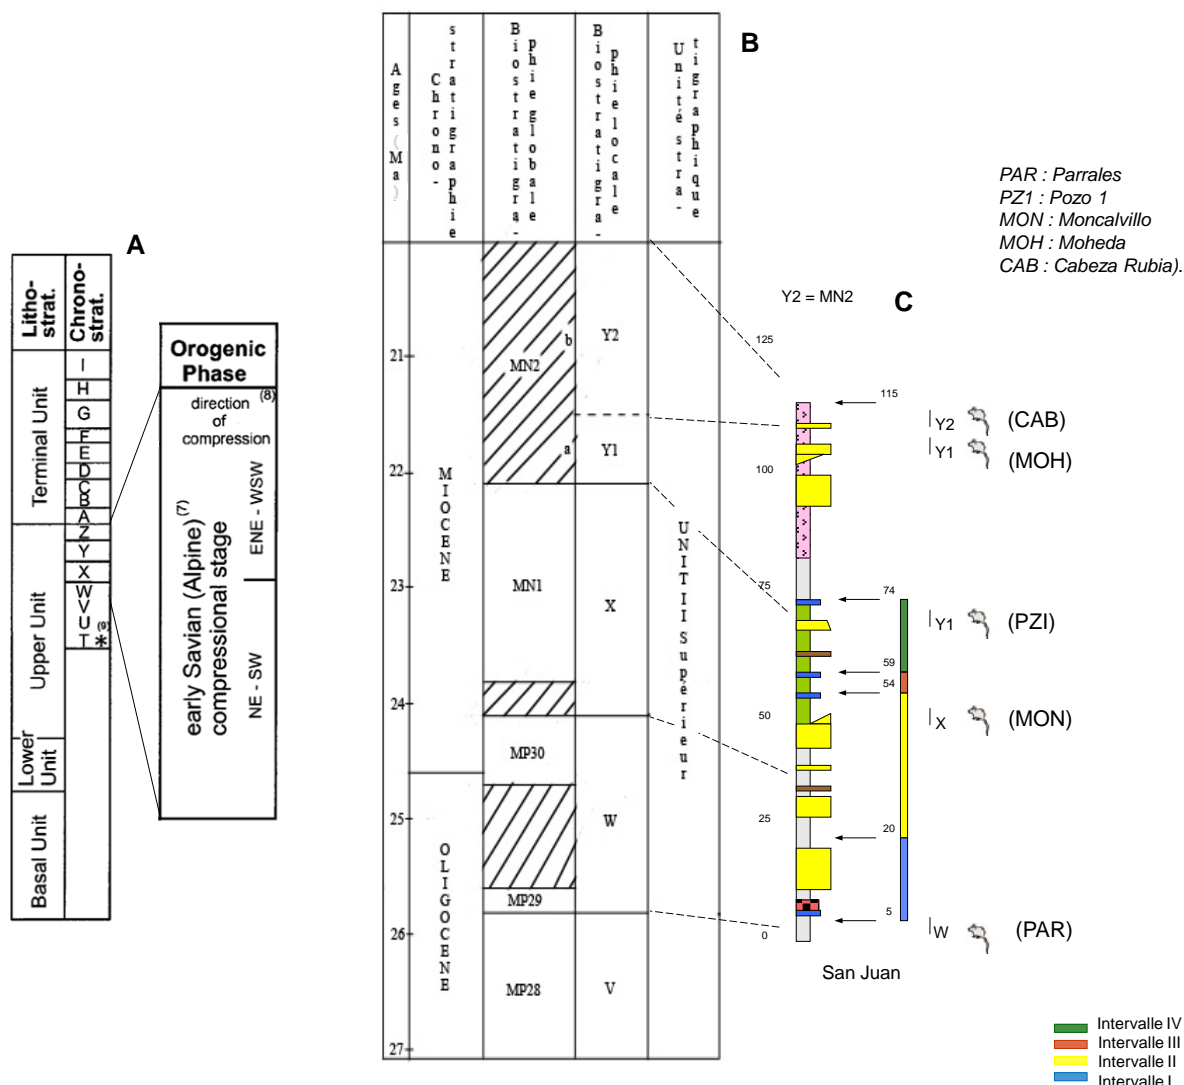 A
Litho-
strat.
Chrono-
strat.
Terminal Unit
Upper Unit
Lower
Unit
Basal Unit
I
H
G
F
E
D
C
B
A
Z
Y
X
W
V
U (9)
T *
Orogenic
Phase
direction (8)
of
compression
early Savian (Alpine) (7)
compressional stage
ENE - WSW
NE - SW
B
Ages (Ma)
Chrono-
stratigraphie
Biostratigra-
phie globale
Biostratigra-
phie locale
Unité stra-
tigraphique
21
22
23
24
25
26
27
MIOCENE
OLIGOCENE
b
MN2
a
MN1
MP30
MP29
MP28
Y2
Y1
X
W
V
UNIT II Supérieur
PAR : Parrales
PZ1 : Pozo 1
MON : Moncalvillo
MOH : Moheda
CAB : Cabeza Rubia).
Y2 = MN2
C
125
100
75
50
25
0
115
74
59
54
20
5
Y2 (CAB)
Y1 (MOH)
Y1 (PZI)
X (MON)
W (PAR)
San Juan
Intervalle IV
Intervalle III
Intervalle II
Intervalle I